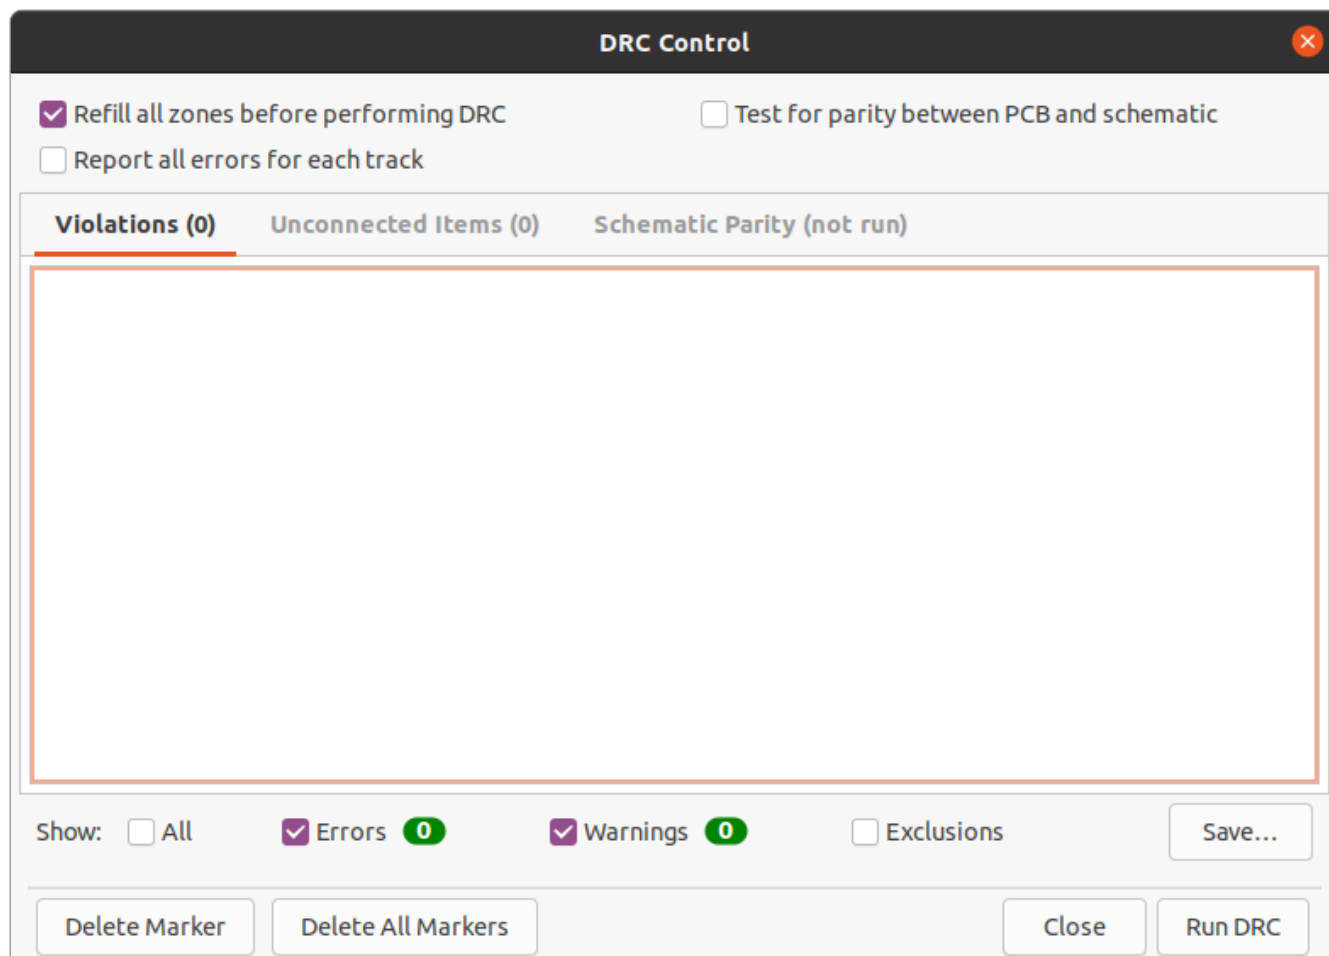 DRC Control
Refill all zones before performing DRC
Test for parity between PCB and schematic
Report all errors for each track
Violations (0) Unconnected Items (0) Schematic Parity (not run)
Show: All Errors 0 Warnings 0 Exclusions Save...
Delete Marker Delete All Markers Close Run DRC